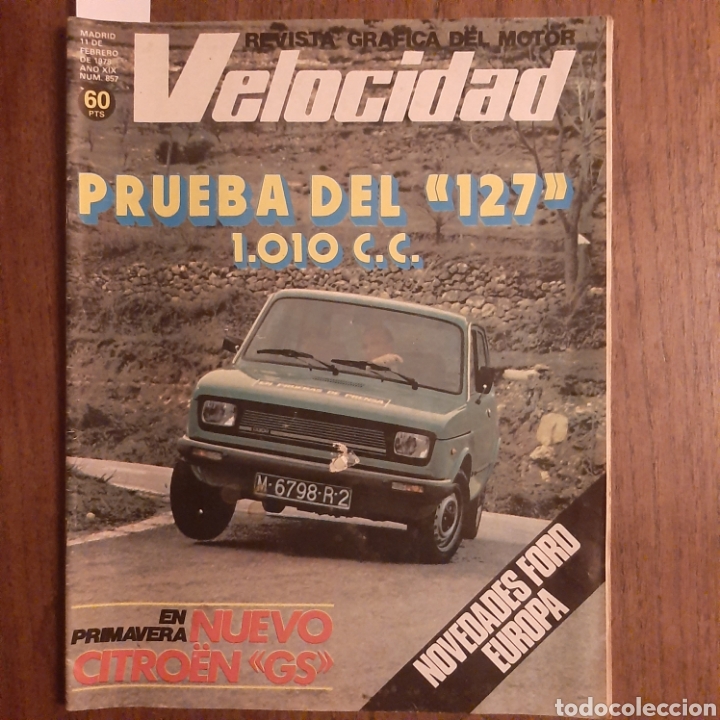 MADRID
11 DE
FEBRERO
DE 1978
AÑO XIX
NUM. 857
60
PTS
REVISTA GRAFICA DEL MOTOR
Velocidad
PRUEBA DEL «127»
1.010 C.C.
M-6798-R-2
EN
PRIMAVERA NUEVO
CITROËN «GS»
NOVEDADES FORD
EUROPA
todocoleccion